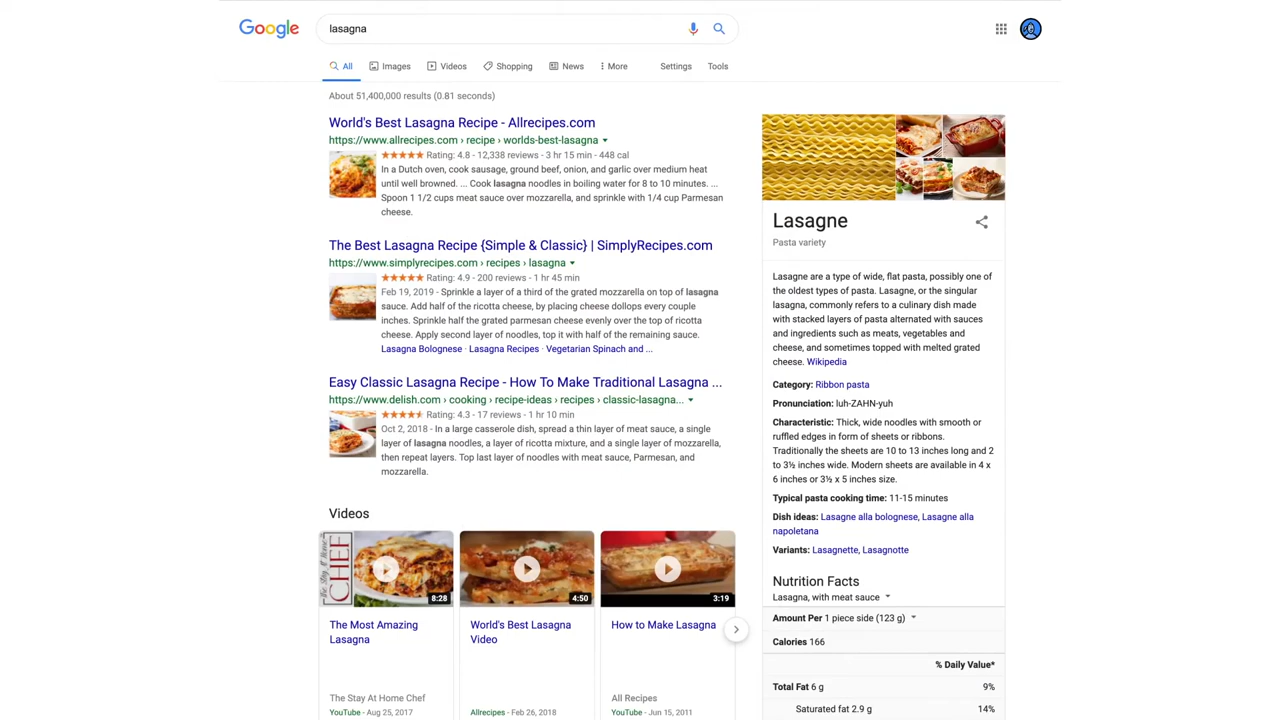 Google
lasagna
All Images Videos Shopping News More Settings Tools
About 51,400,000 results (0.81 seconds)
World's Best Lasagna Recipe - Allrecipes.com
https://www.allrecipes.com › recipe › worlds-best-lasagna
Rating: 4.8 - 12,338 reviews - 3 hr 15 min - 448 cal
In a Dutch oven, cook sausage, ground beef, onion, and garlic over medium heat
until well browned. ... Cook lasagna noodles in boiling water for 8 to 10 minutes. ...
Spoon 1 1/2 cups meat sauce over mozzarella, and sprinkle with 1/4 cup Parmesan
cheese.
The Best Lasagna Recipe {Simple & Classic} | SimplyRecipes.com
https://www.simplyrecipes.com › recipes › lasagna
Rating: 4.9 - 200 reviews - 1 hr 45 min
Feb 19, 2019 - Sprinkle a layer of a third of the grated mozzarella on top of lasagna
sauce. Add half of the ricotta cheese, by placing cheese dollops every couple
inches. Sprinkle half the grated parmesan cheese evenly over the top of ricotta
cheese. Apply second layer of noodles, top it with half of the remaining sauce.
Lasagna Bolognese · Lasagna Recipes · Vegetarian Spinach and ...
Easy Classic Lasagna Recipe - How To Make Traditional Lasagna ...
https://www.delish.com › cooking › recipe-ideas › recipes › classic-lasagna...
Rating: 4.3 - 17 reviews - 1 hr 10 min
Oct 2, 2018 - In a large casserole dish, spread a thin layer of meat sauce, a single
layer of lasagna noodles, a layer of ricotta mixture, and a single layer of mozzarella,
then repeat layers. Top last layer of noodles with meat sauce, Parmesan, and
mozzarella.
Videos
The Stay At Home
CHEF
8:28
4:50
3:19
The Most Amazing
Lasagna
The Stay At Home Chef
YouTube - Aug 25, 2017
World's Best Lasagna
Video
Allrecipes - Feb 26, 2018
How to Make Lasagna
All Recipes
YouTube - Jun 15, 2011
Lasagne
Pasta variety
Lasagne are a type of wide, flat pasta, possibly one of
the oldest types of pasta. Lasagne, or the singular
lasagna, commonly refers to a culinary dish made
with stacked layers of pasta alternated with sauces
and ingredients such as meats, vegetables and
cheese, and sometimes topped with melted grated
cheese. Wikipedia
Category: Ribbon pasta
Pronunciation: luh-ZAHN-yuh
Characteristic: Thick, wide noodles with smooth or
ruffled edges in form of sheets or ribbons.
Traditionally the sheets are 10 to 13 inches long and 2
to 3½ inches wide. Modern sheets are available in 4 x
6 inches or 3½ x 5 inches size.
Typical pasta cooking time: 11-15 minutes
Dish ideas: Lasagne alla bolognese, Lasagne alla
napoletana
Variants: Lasagnette, Lasagnotte
Nutrition Facts
Lasagna, with meat sauce
Amount Per 1 piece side (123 g)
Calories 166
% Daily Value*
Total Fat 6 g 9%
Saturated fat 2.9 g 14%